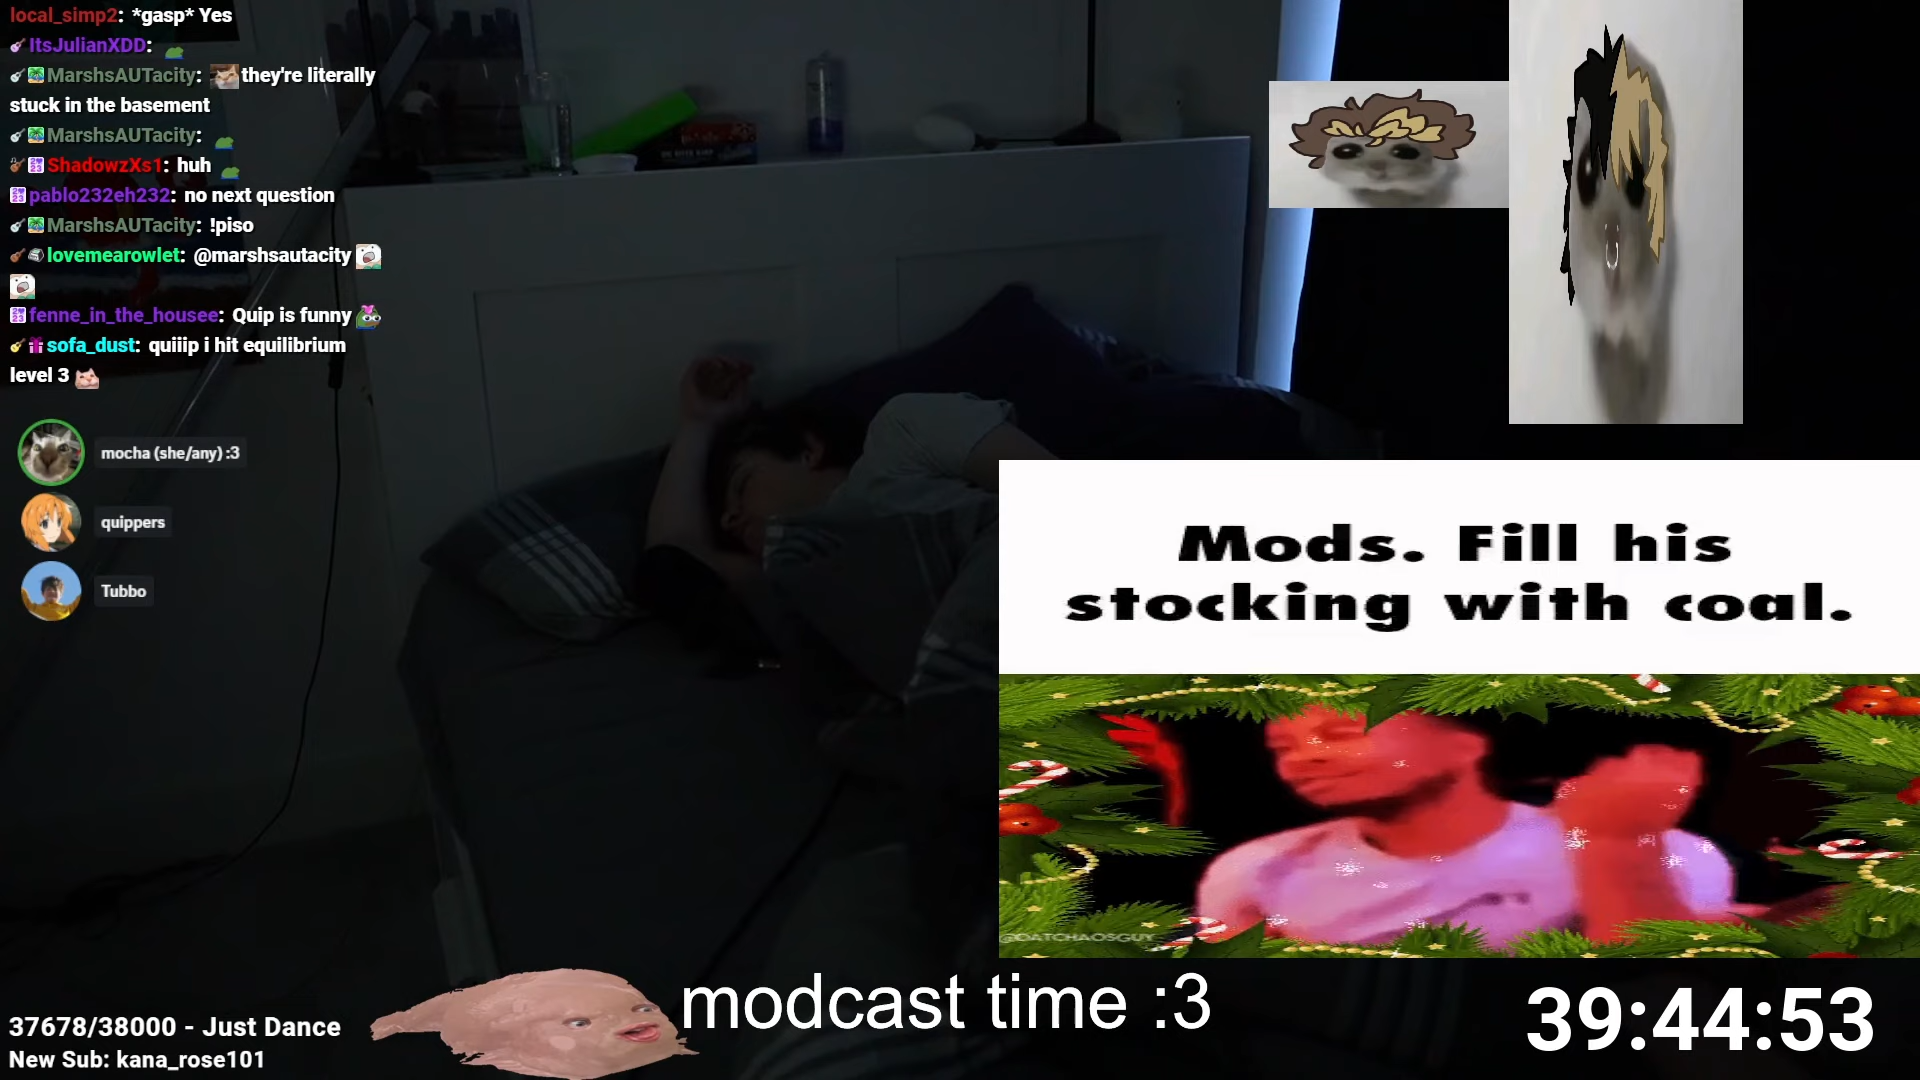 local_simp2: *gasp* Yes
ItsJulianXDD:
MarshsAUTacity: they're literally
stuck in the basement
MarshsAUTacity:
ShadowzXs1: huh
pablo232eh232: no next question
MarshsAUTacity: !piso
lovemearowlet: @marshsautacity
fenne_in_the_housee: Quip is funny
sofa_dust: quiiip i hit equilibrium
level 3
mocha (she/any) :3
quippers
Tubbo
Mods. Fill his
stocking with coal.
@OATCHAOSGUY
modcast time :3
39:44:53
37678/38000 - Just Dance
New Sub: kana_rose101